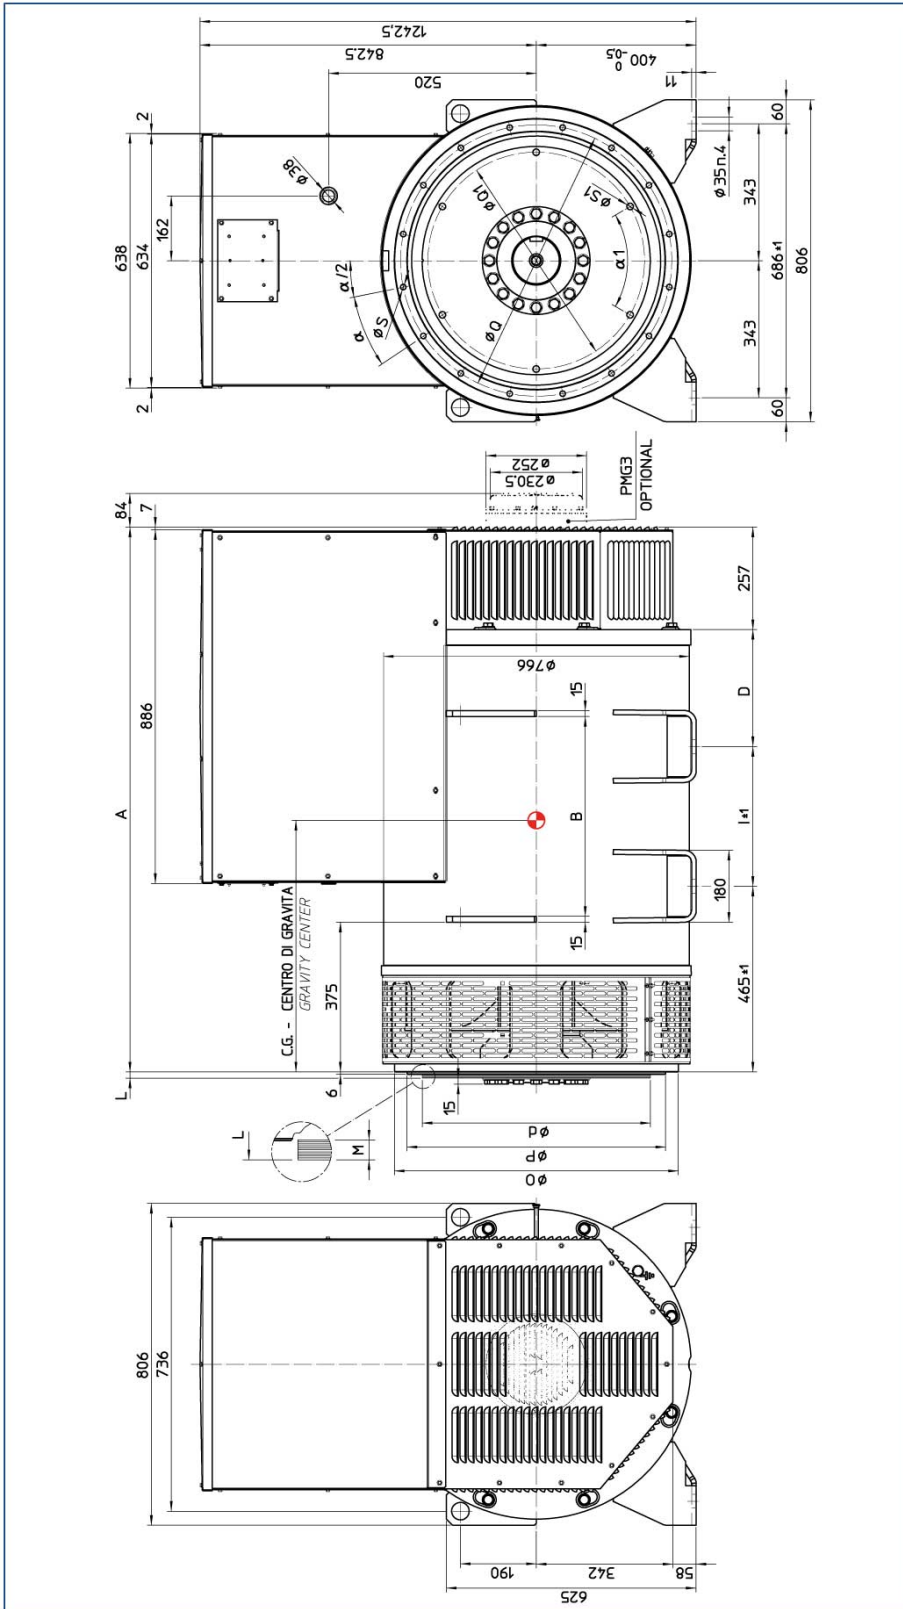 1242,5
842.5
520
400 0 -0,5
11
2
638
634
162
2
Ø38
ØQ1
ØS1
α1
α/2
α
ØS
ØQ
60
Ø35 n.4
343
686±1
806
343
60
Ø252
Ø230.5
PMG3
OPTIONAL
84
7
A
886
Ø766
257
15
D
B
I±1
C.G. - CENTRO DI GRAVITA
GRAVITY CENTER
180
375
15
465±1
L
6
15
Ød
ØP
ØO
L
M
806
736
190
342
58
625